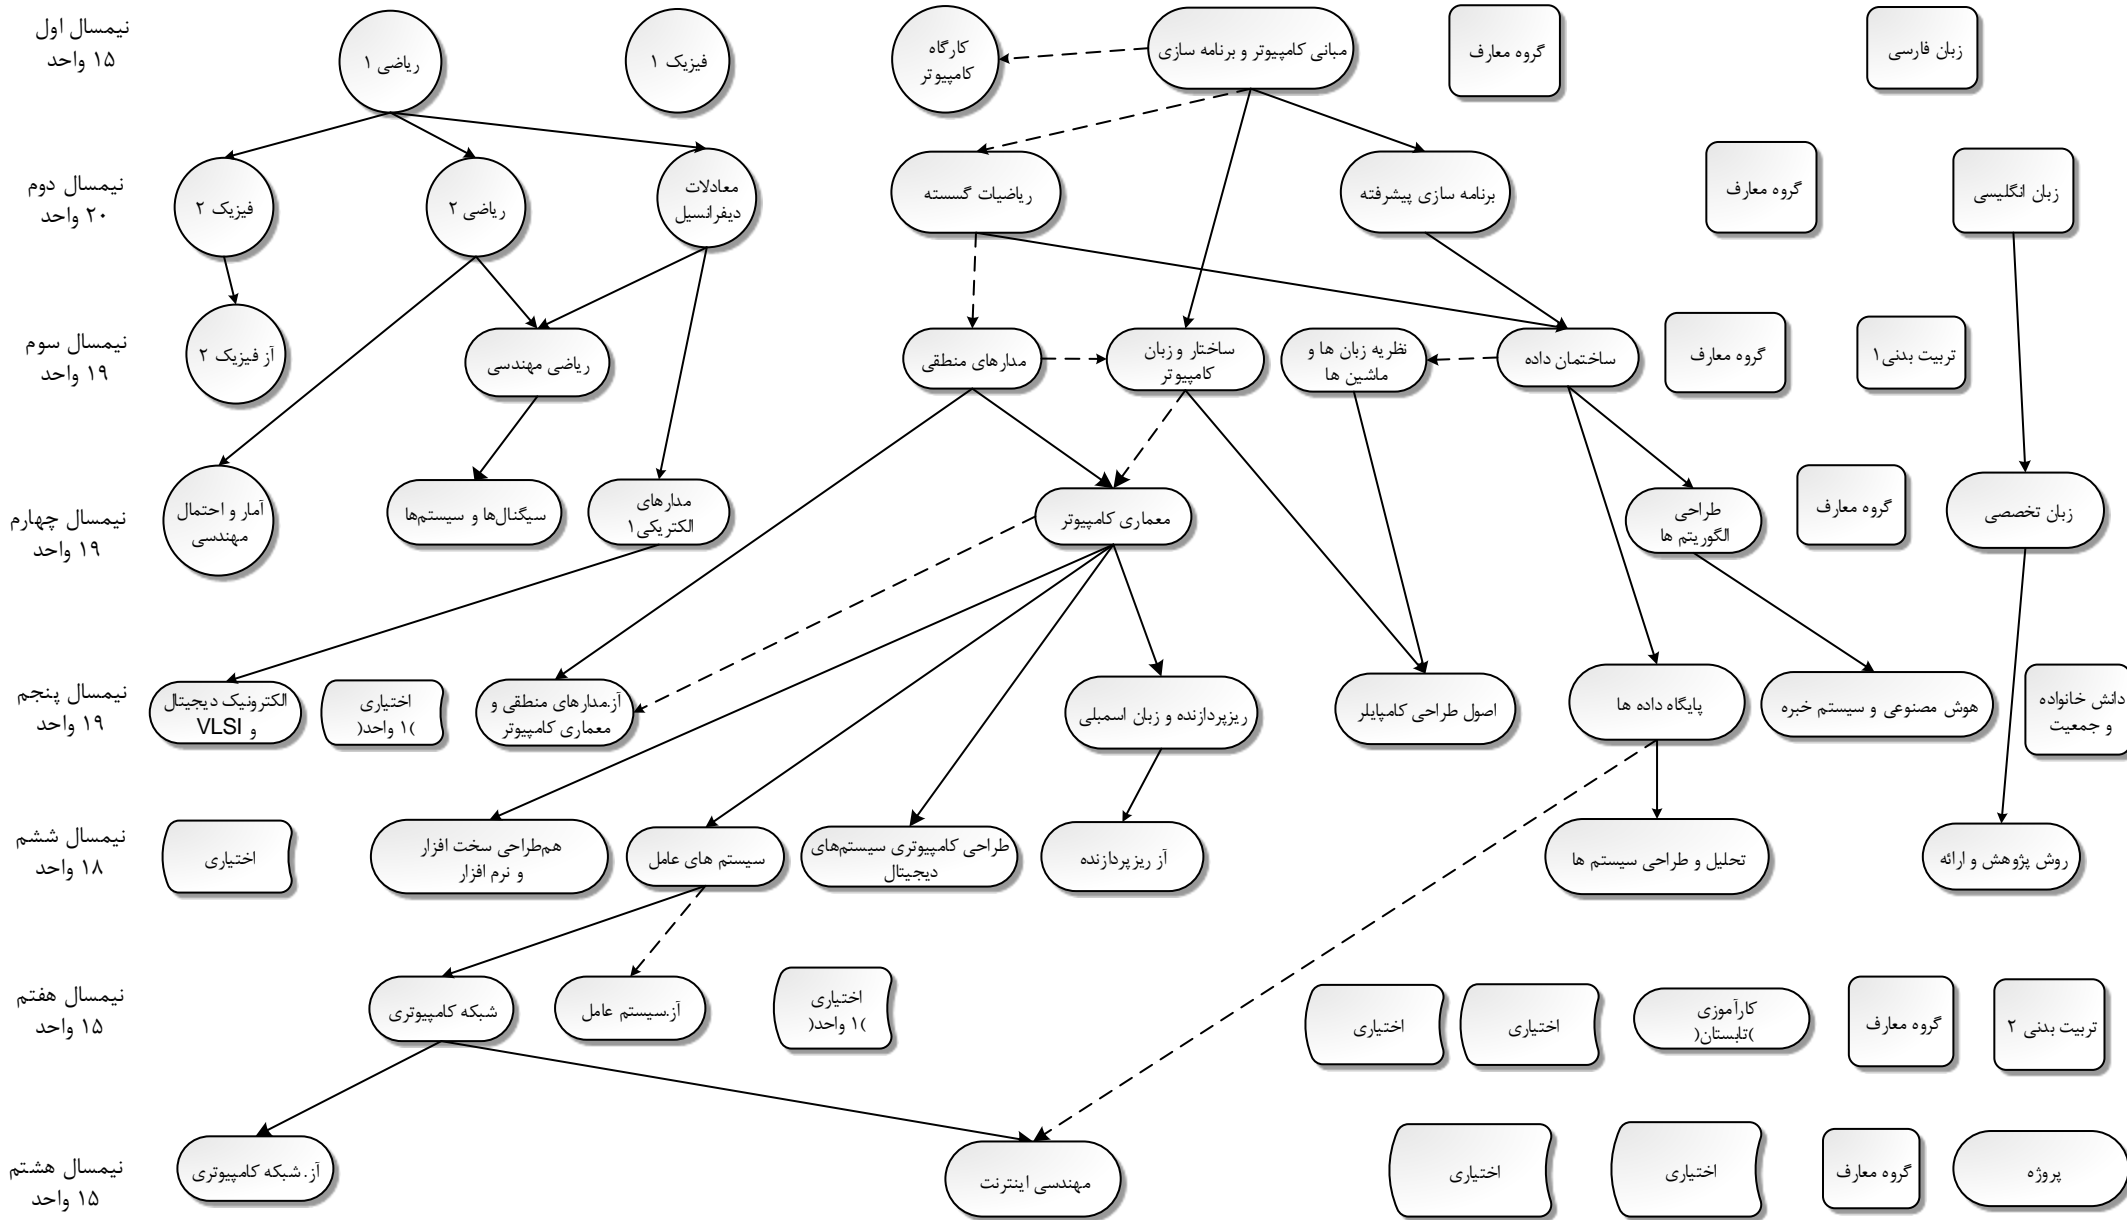 نیمسال اول
۱۵ واحد
ریاضی ۱
فیزیک ۱
کارگاه
کامپیوتر
مبانی کامپیوتر و برنامه سازی
گروه معارف
زبان فارسی
نیمسال دوم
۲۰ واحد
فیزیک ۲
ریاضی ۲
معادلات
دیفرانسیل
ریاضیات گسسته
برنامه سازی پیشرفته
گروه معارف
زبان انگلیسی
نیمسال سوم
۱۹ واحد
آز فیزیک ۲
ریاضی مهندسی
مدارهای منطقی
ساختار و زبان
کامپیوتر
نظریه زبان ها و
ماشین ها
ساختمان داده
گروه معارف
تربیت بدنی۱
نیمسال چهارم
۱۹ واحد
آمار و احتمال
مهندسی
سیگنال‌ها و سیستم‌ها
مدارهای
الکتریکی۱
معماری کامپیوتر
طراحی
الگوریتم ها
گروه معارف
زبان تخصصی
نیمسال پنجم
۱۹ واحد
الکترونیک دیجیتال
و VLSI
اختیاری
)۱ واحد(
آز.مدارهای منطقی و
معماری کامپیوتر
ریزپردازنده و زبان اسمبلی
اصول طراحی کامپایلر
پایگاه داده ها
هوش مصنوعی و سیستم خبره
دانش خانواده
و جمعیت
نیمسال ششم
۱۸ واحد
اختیاری
هم‌طراحی سخت افزار
و نرم افزار
سیستم های عامل
طراحی کامپیوتری سیستم‌های
دیجیتال
آز ریزپردازنده
تحلیل و طراحی سیستم ها
روش پژوهش و ارائه
نیمسال هفتم
۱۵ واحد
شبکه کامپیوتری
آز.سیستم عامل
اختیاری
)۱ واحد(
اختیاری
اختیاری
کارآموزی
)تابستان(
گروه معارف
تربیت بدنی ۲
نیمسال هشتم
۱۵ واحد
آز. شبکه کامپیوتری
مهندسی اینترنت
اختیاری
اختیاری
گروه معارف
پروژه